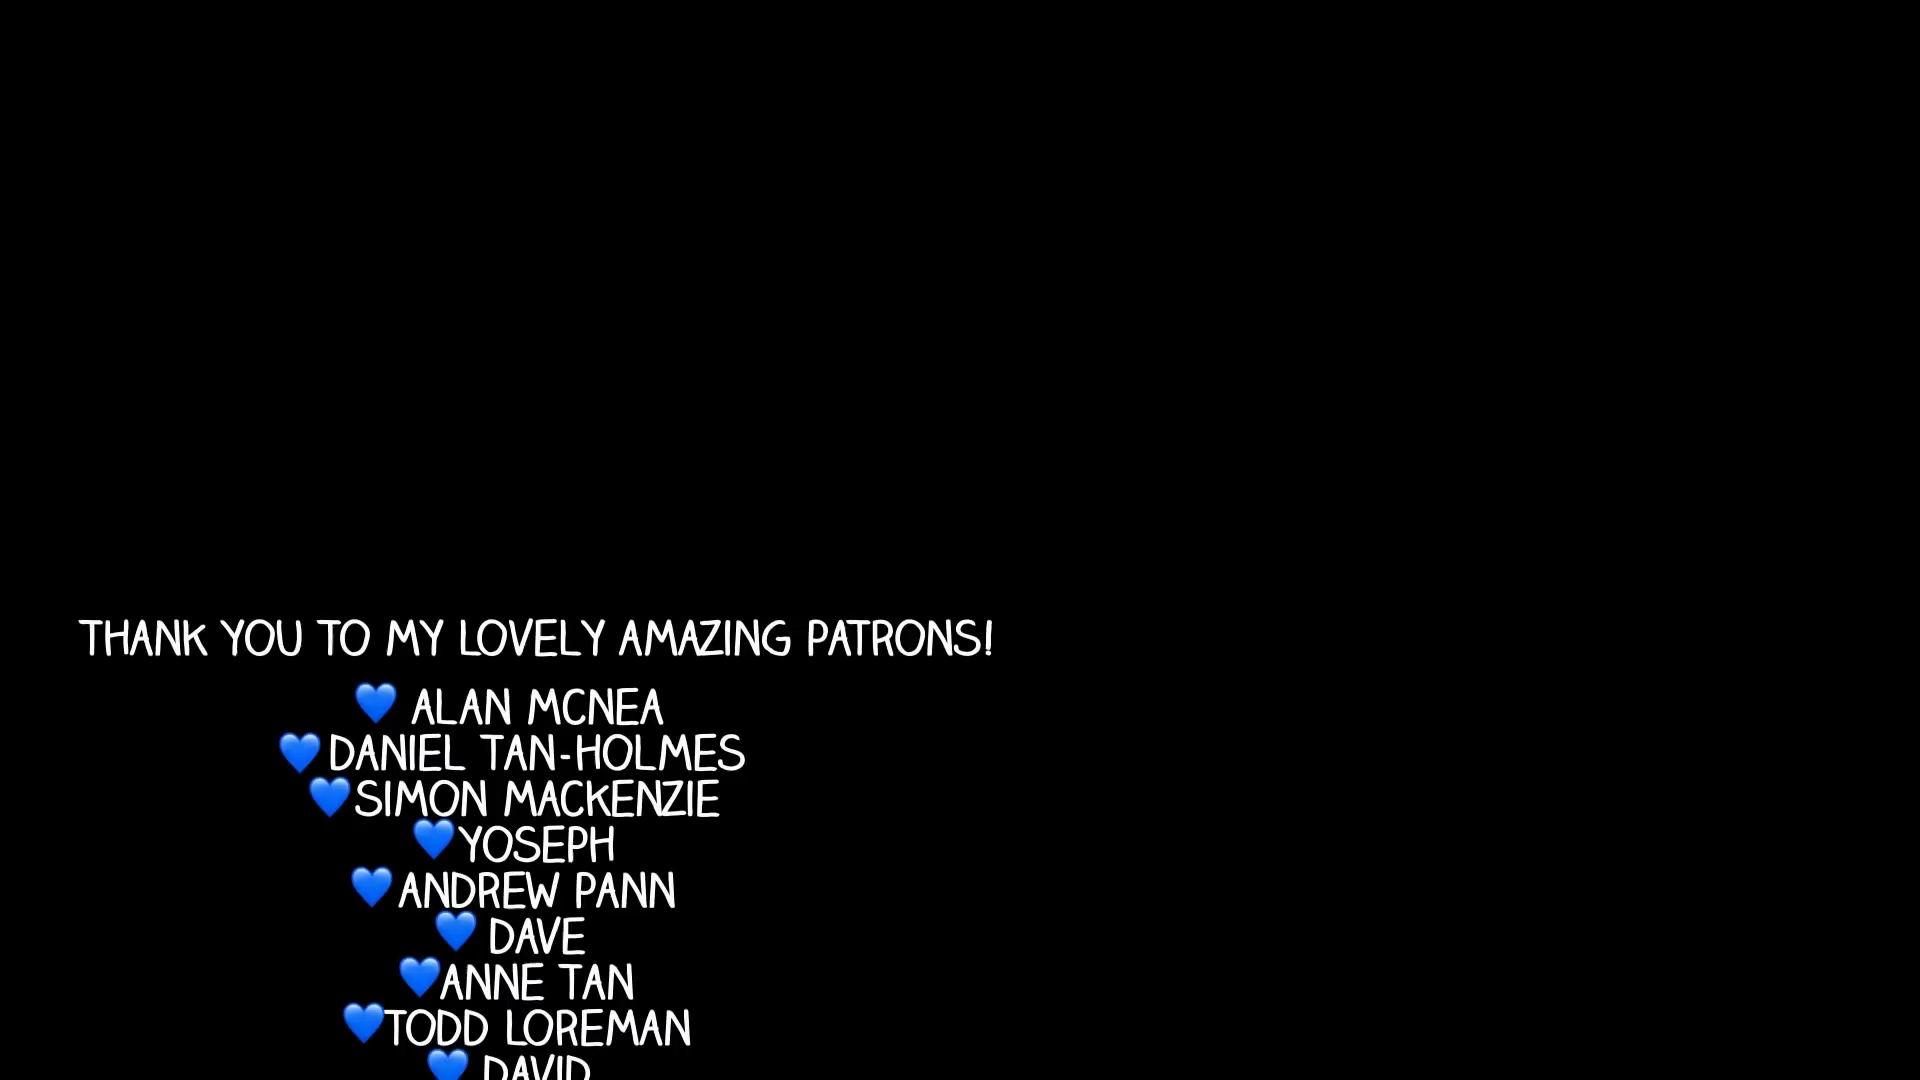 THANK YOU TO MY LOVELY AMAZING PATRONS!
💙 ALAN MCNEA
💙 DANIEL TAN-HOLMES
💙 SIMON MACKENZIE
💙 YOSEPH
💙 ANDREW PANN
💙 DAVE
💙 ANNE TAN
💙 TODD LOREMAN
💙 DAVID